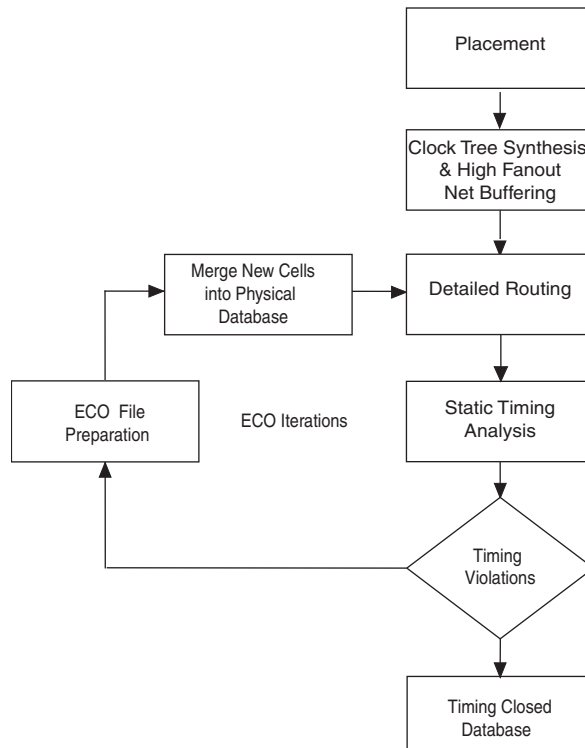 Placement
Clock Tree Synthesis
& High Fanout
Net Buffering
Merge New Cells
into Physical
Database
Detailed Routing
ECO File
Preparation
ECO Iterations
Static Timing
Analysis
Timing
Violations
Timing Closed
Database